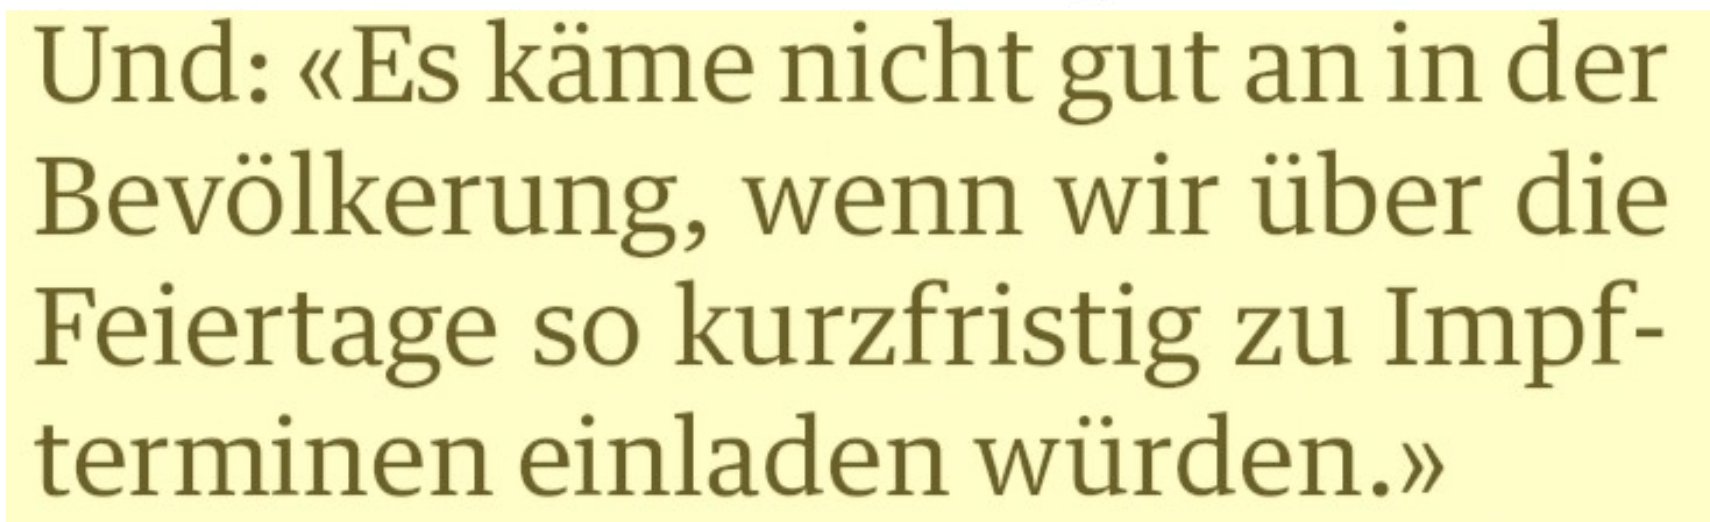 Und: «Es käme nicht gut an in der
Bevölkerung, wenn wir über die
Feiertage so kurzfristig zu Impf-
terminen einladen würden.»